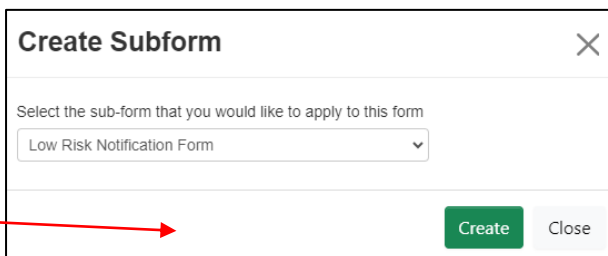 Create Subform
Select the sub-form that you would like to apply to this form
Low Risk Notification Form
Create Close